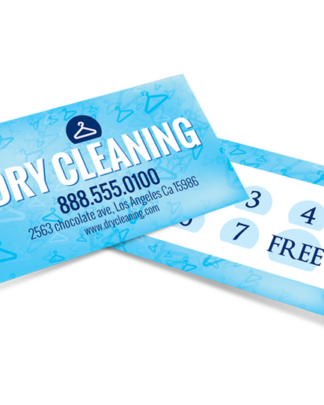 DRY CLEANING
888.555.0100
2563 chocolate ave. Los Angeles Ca 15986
www.drycleaning.com
3 4
7 FREE